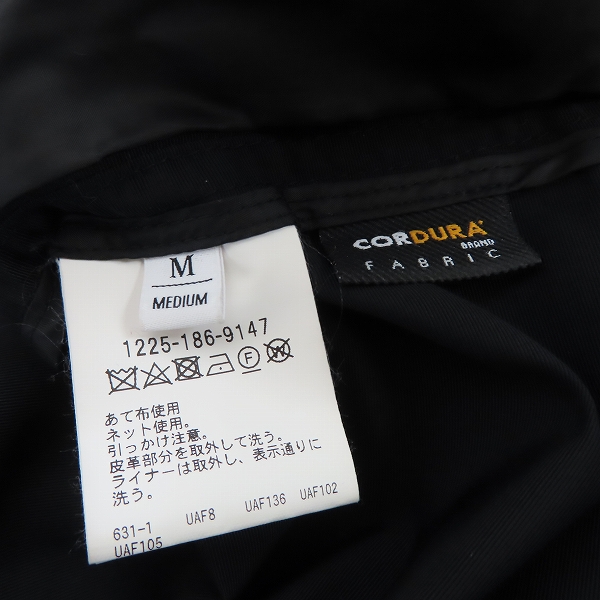 M
MEDIUM
CORDURA
BRAND
FABRIC
1225-186-9147
F
W
あて布使用
ネット使用。
引っかけ注意。
皮革部分を取外して洗う。
ライナーは取外し、表示通りに
洗う。
631-1 UAF8 UAF136 UAF102
UAF105